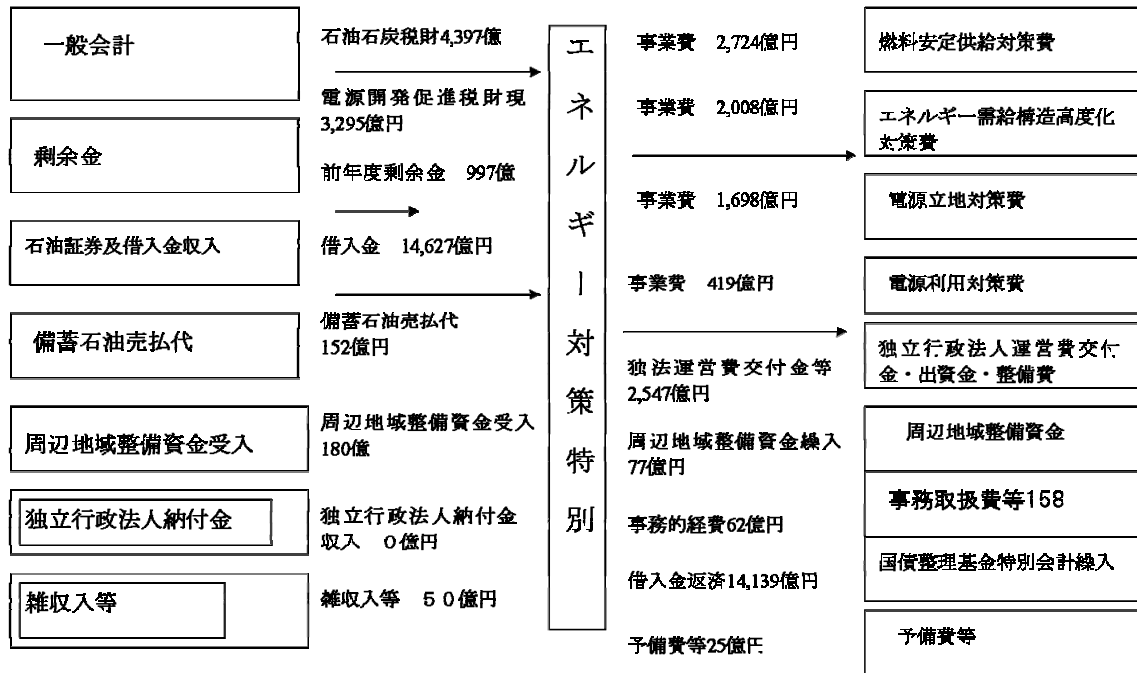 一般会計
剰余金
石油証券及借入金収入
備蓄石油売払代
周辺地域整備資金受入
独立行政法人納付金
雑収入等
石油石炭税財4,397億
電源開発促進税財現
3,295億円
前年度剰余金　997億
借入金　14,627億円
備蓄石油売払代
152億円
周辺地域整備資金受入
180億
独立行政法人納付金
収入　０億円
雑収入等　５０億円
エネルギー対策特別
事業費　2,724億円
事業費　2,008億円
事業費　1,698億円
事業費　419億円
独法運営費交付金等
2,547億円
周辺地域整備資金繰入
77億円
事務的経費62億円
借入金返済14,139億円
予備費等25億円
燃料安定供給対策費
エネルギー需給構造高度化
対策費
電源立地対策費
電源利用対策費
独立行政法人運営費交付
金・出資金・整備費
周辺地域整備資金
事務取扱費等158
国債整理基金特別会計繰入
予備費等